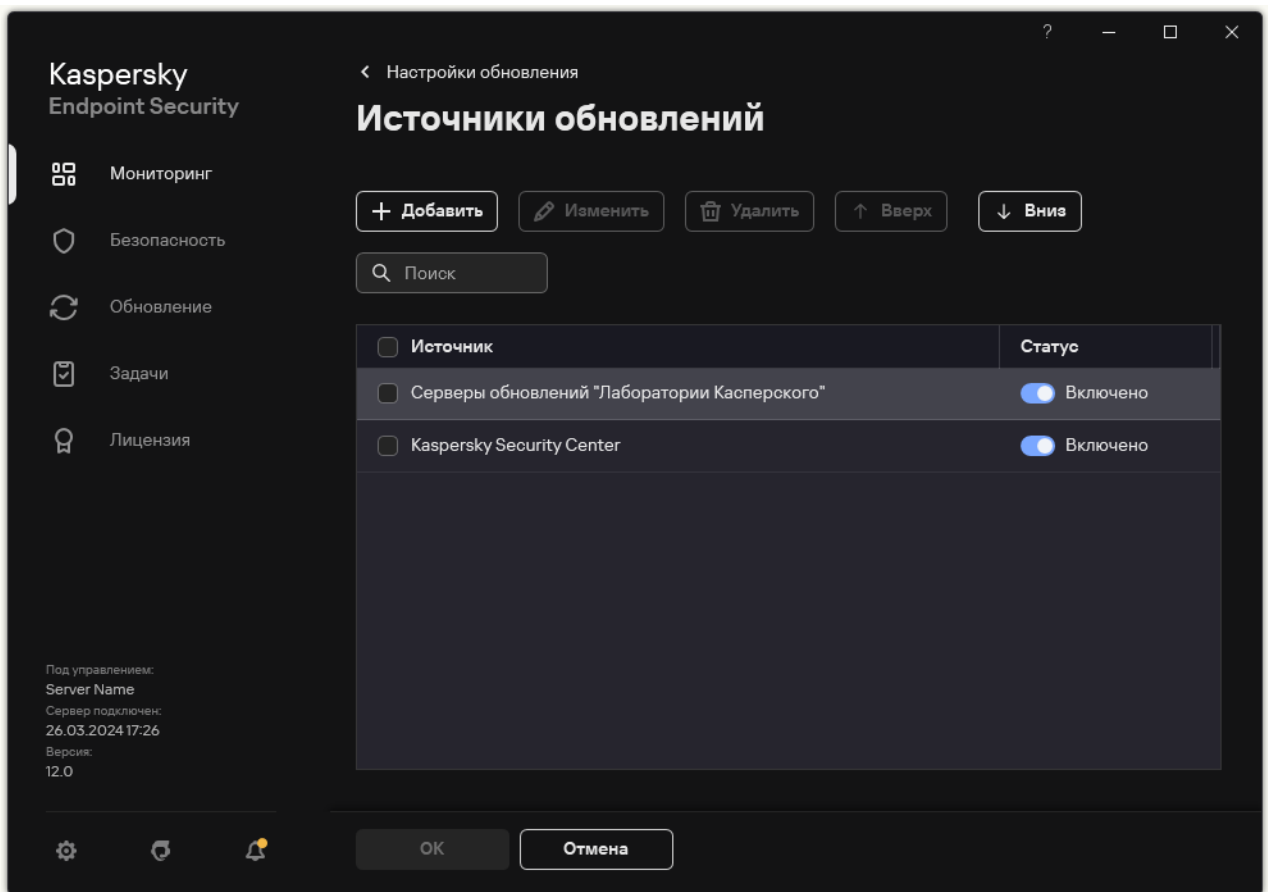 ?
Kaspersky
Endpoint Security
Мониторинг
Безопасность
Обновление
Задачи
Лицензия
Под управлением:
Server Name
Сервер подключен:
26.03.2024 17:26
Версия:
12.0
Настройки обновления
Источники обновлений
Добавить Изменить Удалить Вверх Вниз
Поиск
Источник Статус
Серверы обновлений "Лаборатории Касперского" Включено
Kaspersky Security Center Включено
ОК Отмена